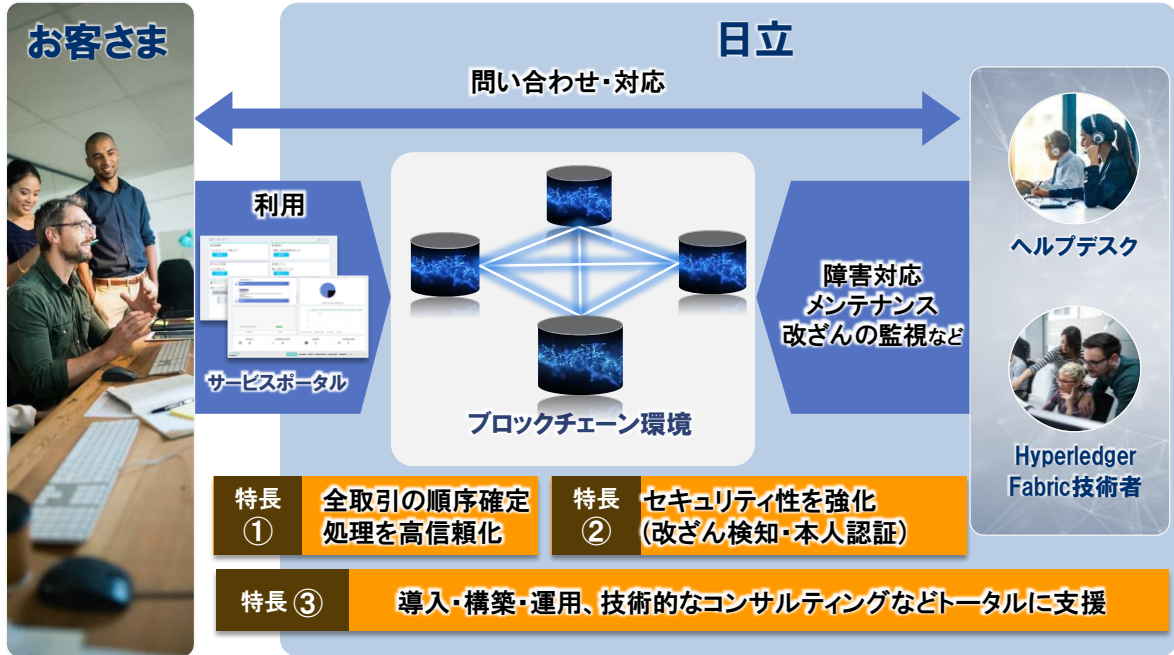 お客さま
日立
問い合わせ・対応
利用
サービスポータル
ブロックチェーン環境
障害対応
メンテナンス
改ざんの監視など
ヘルプデスク
Hyperledger
Fabric技術者
特長
①
全取引の順序確定
処理を高信頼化
特長
②
セキュリティ性を強化
(改ざん検知・本人認証)
特長③
導入・構築・運用、技術的なコンサルティングなどトータルに支援